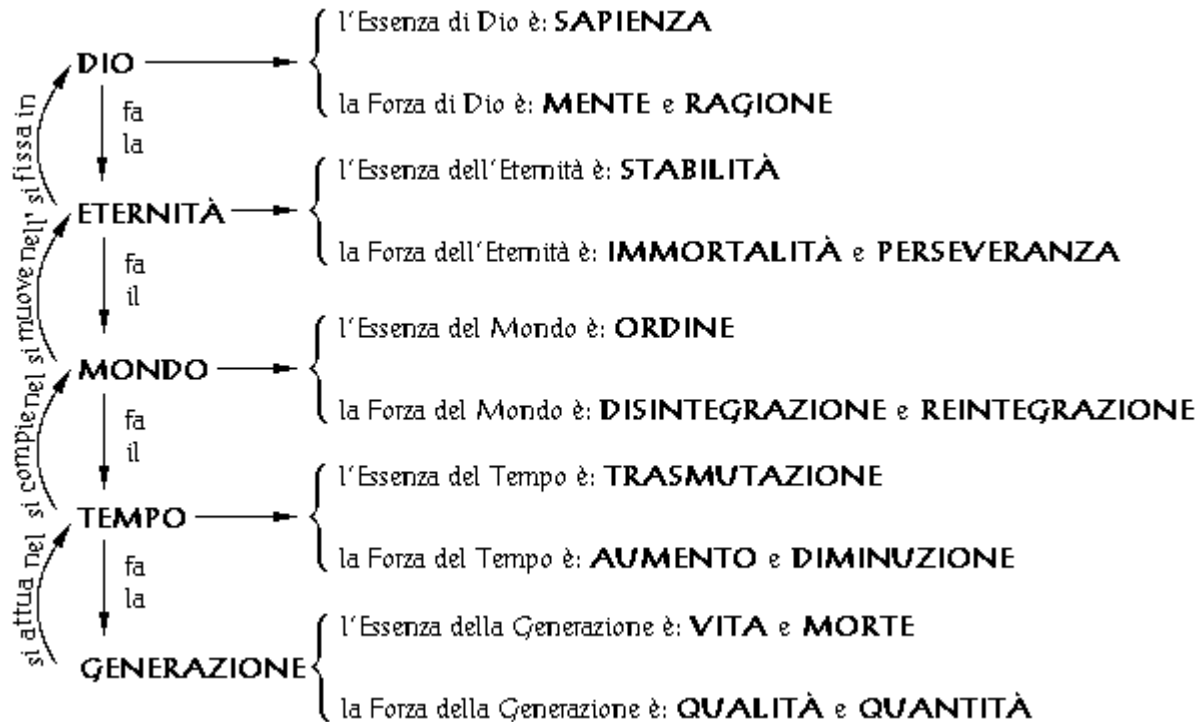 l'Essenza di Dio è: SAPIENZA
DIO
la Forza di Dio è: MENTE e RAGIONE
fa
la
si fissa in
l'Essenza dell'Eternità è: STABILITÀ
ETERNITÀ
la Forza dell'Eternità è: IMMORTALITÀ e PERSEVERANZA
fa
il
si muove nell'
l'Essenza del Mondo è: ORDINE
MONDO
la Forza del Mondo è: DISINTEGRAZIONE e REINTEGRAZIONE
fa
il
si compie nel
l'Essenza del Tempo è: TRASMUTAZIONE
TEMPO
la Forza del Tempo è: AUMENTO e DIMINUZIONE
fa
la
si attua nel
l'Essenza della Generazione è: VITA e MORTE
GENERAZIONE
la Forza della Generazione è: QUALITÀ e QUANTITÀ